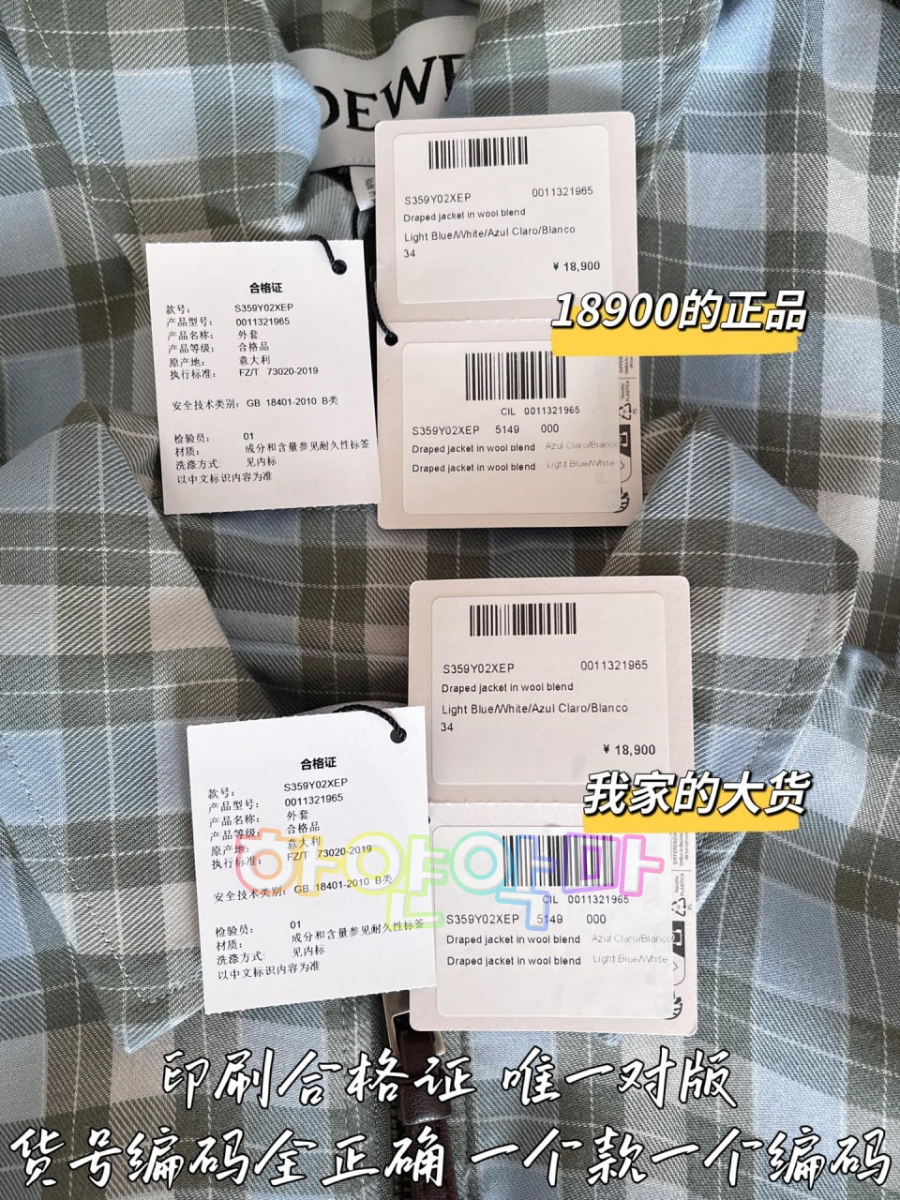 OEWE
S359Y02XEP 0011321965
Draped jacket in wool blend
Light Blue/White/Azul Claro/Blanco
34
¥ 18,900
合格证
款号: S359Y02XEP
产品型号: 0011321965
产品名称: 外套
产品等级: 合格品
原产地: 意大利
执行标准: FZ/T 73020-2019
安全技术类别: GB 18401-2010 B类
检验员: 01
材质: 成分和含量参见耐久性标签
洗涤方式: 见内标
以中文标识内容为准
18900的正品
CIL 0011321965
S359Y02XEP 5149 000
Draped jacket in wool blend Azul Claro/Blanco
Draped jacket in wool blend Light Blue/White
S359Y02XEP 0011321965
Draped jacket in wool blend
Light Blue/White/Azul Claro/Blanco
34
¥ 18,900
合格证
款号: S359Y02XEP
产品型号: 0011321965
产品名称: 外套
产品等级: 合格品
原产地: 意大利
执行标准: FZ/T 73020-2019
安全技术类别: GB 18401-2010 B类
检验员: 01
材质: 成分和含量参见耐久性标签
洗涤方式: 见内标
以中文标识内容为准
我家的大货
하얀악마
CIL 0011321965
S359Y02XEP 5149 000
Draped jacket in wool blend Azul Claro/Blanco
Draped jacket in wool blend Light Blue/White
印刷合格证 唯一对版
货号编码全正确 一个款一个编码